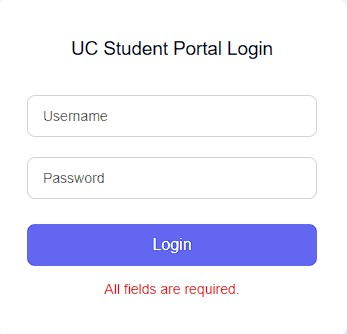 UC Student Portal Login
Username
Password
Login
All fields are required.